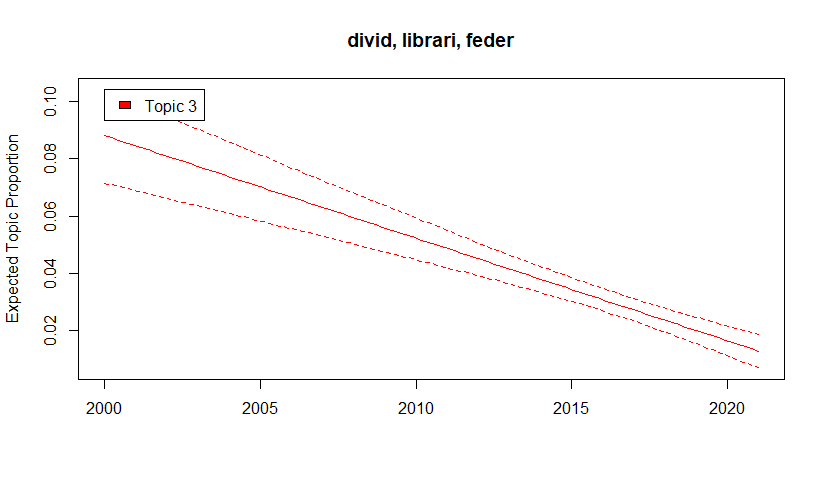 divid, librari, feder
Topic 3
Expected Topic Proportion
0.10
0.08
0.06
0.04
0.02
2000 2005 2010 2015 2020